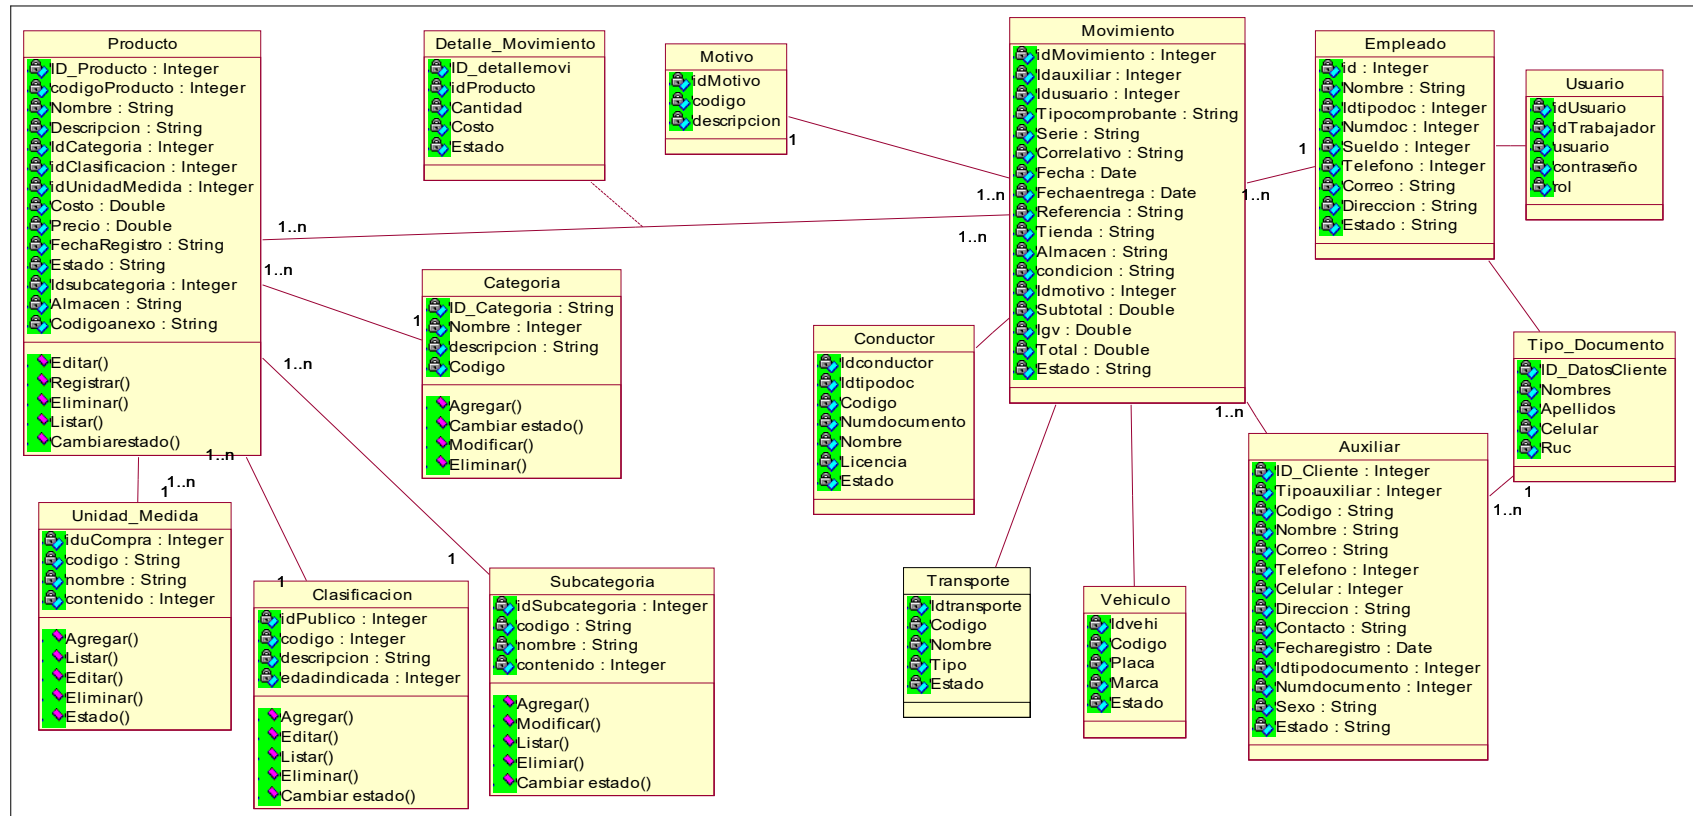 Producto
ID_Producto : Integer
codigoProducto : Integer
Nombre : String
Descripcion : String
IdCategoria : Integer
idClasificacion : Integer
idUnidadMedida : Integer
Costo : Double
Precio : Double
FechaRegistro : String
Estado : String
Idsubcategoria : Integer
Almacen : String
Codigoanexo : String
Editar()
Registrar()
Eliminar()
Listar()
Cambiarestado()
Detalle_Movimiento
ID_detallemovi
idProducto
Cantidad
Costo
Estado
Motivo
idMotivo
codigo
descripcion
1
1..n
Movimiento
idMovimiento : Integer
Idauxiliar : Integer
Idusuario : Integer
Tipocomprobante : String
Serie : String
Correlativo : String
Fecha : Date
Fechaentrega : Date
Referencia : String
Tienda : String
Almacen : String
condicion : String
Idmotivo : Integer
Subtotal : Double
Igv : Double
Total : Double
Estado : String
Empleado
id : Integer
Nombre : String
Idtipodoc : Integer
Numdoc : Integer
Sueldo : Integer
Telefono : Integer
Correo : String
Direccion : String
Estado : String
1
1..n
Usuario
idUsuario
idTrabajador
usuario
contraseño
rol
1..n
1..n
1..n
1
Categoria
ID_Categoria : String
Nombre : Integer
descripcion : String
Codigo
Agregar()
Cambiar estado()
Modificar()
Eliminar()
Conductor
Idconductor
Idtipodoc
Codigo
Numdocumento
Nombre
Licencia
Estado
Tipo_Documento
ID_DatosCliente
Nombres
Apellidos
Celular
Ruc
1..n
1..n
1..n
1..n
1
1
1..n
Auxiliar
ID_Cliente : Integer
Tipoauxiliar : Integer
Codigo : String
Nombre : String
Correo : String
Telefono : Integer
Celular : Integer
Direccion : String
Contacto : String
Fecharegistro : Date
Idtipodocumento : Integer
Numdocumento : Integer
Sexo : String
Estado : String
Unidad_Medida
iduCompra : Integer
codigo : String
nombre : String
contenido : Integer
Agregar()
Listar()
Editar()
Eliminar()
Estado()
1
Clasificacion
idPublico : Integer
codigo : Integer
descripcion : String
edadindicada : Integer
Agregar()
Editar()
Listar()
Eliminar()
Cambiar estado()
1
Subcategoria
idSubcategoria : Integer
codigo : String
nombre : String
contenido : Integer
Agregar()
Modificar()
Listar()
Elimiar()
Cambiar estado()
Transporte
Idtransporte
Codigo
Nombre
Tipo
Estado
Vehiculo
Idvehi
Codigo
Placa
Marca
Estado